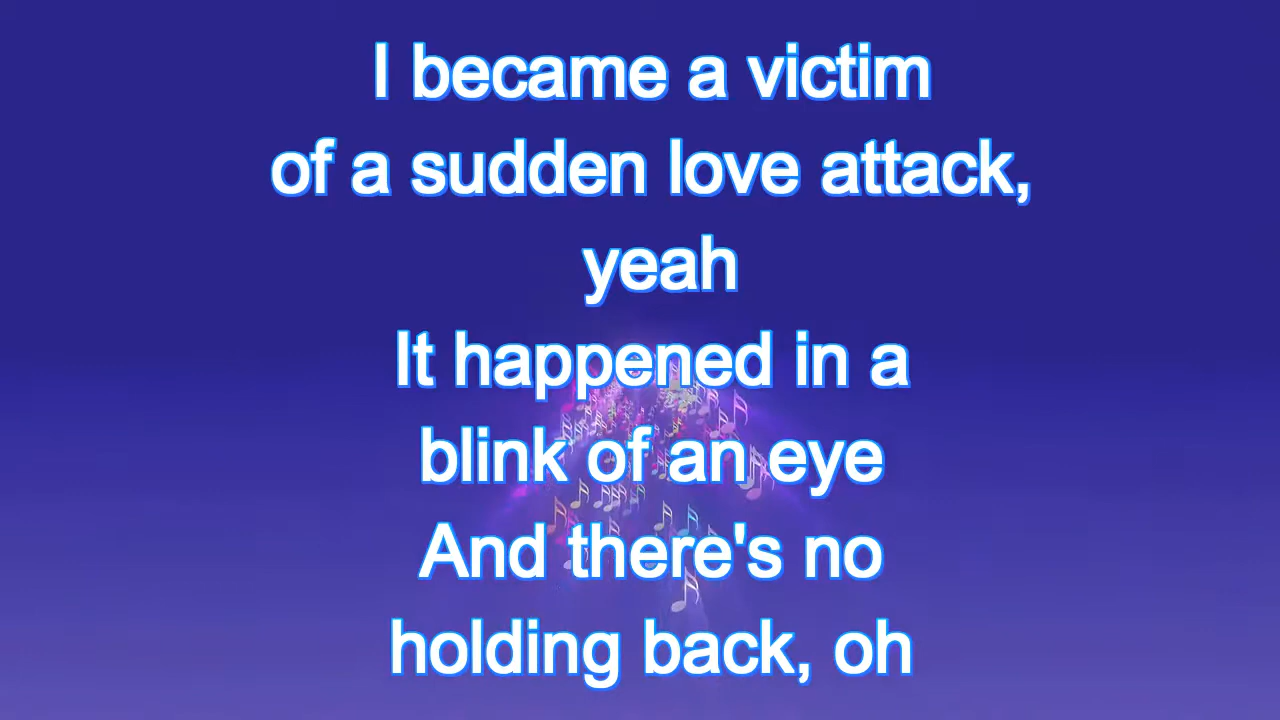 I became a victim
of a sudden love attack,
yeah
It happened in a
blink of an eye
And there's no
holding back, oh